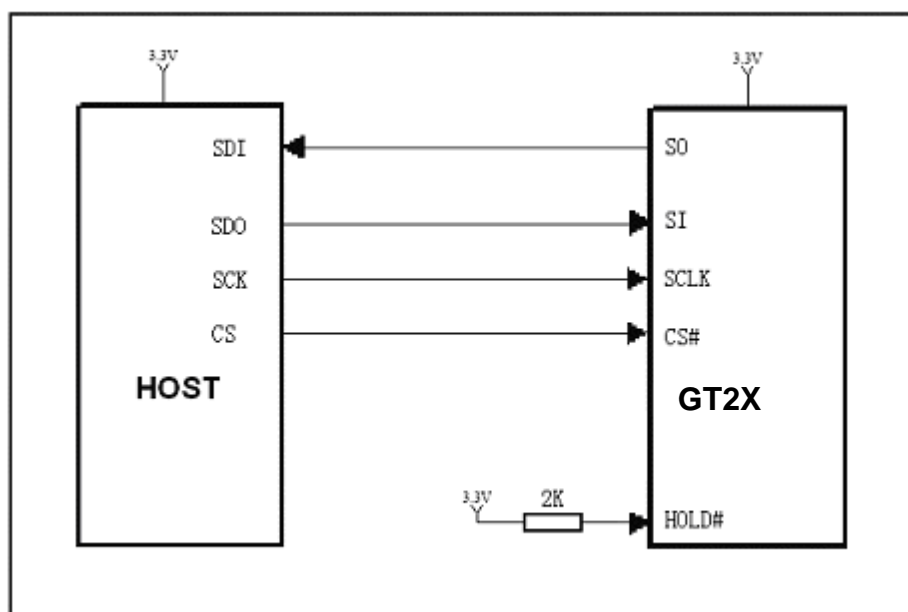 3.3V
3.3V
SDI
SO
SDO
SI
SCK
SCLK
CS
CS#
HOST
GT2X
3.3V
2K
HOLD#